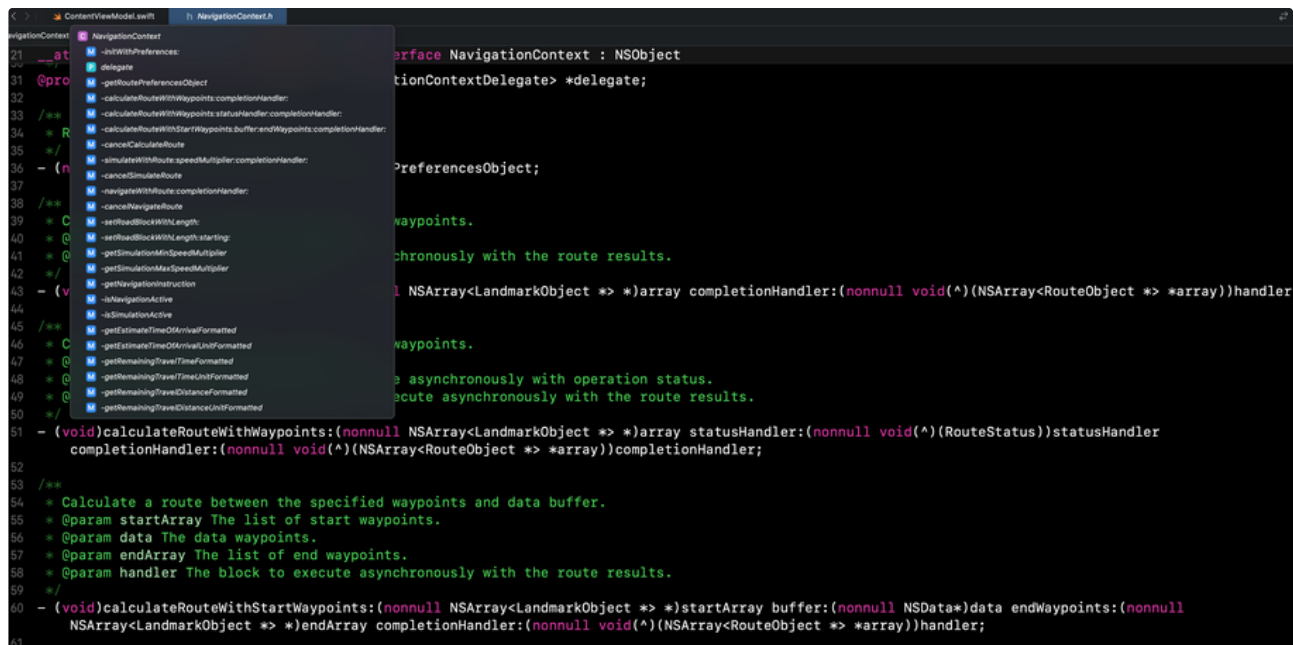 ContentViewModel.swift
NavigationContext.h
avigationContext
C NavigationContext
M -initWithPreferences:
P delegate
M -getRoutePreferencesObject
M -calculateRouteWithWaypoints:completionHandler:
M -calculateRouteWithWaypoints:statusHandler:completionHandler:
M -calculateRouteWithStartWaypoints:buffer:endWaypoints:completionHandler:
M -cancelCalculateRoute
M -simulateWithRoute:speedMultiplier:completionHandler:
M -cancelSimulateRoute
M -navigateWithRoute:completionHandler:
M -cancelNavigateRoute
M -setRoadBlockWithLength:
M -setRoadBlockWithLength:starting:
M -getSimulationMinSpeedMultiplier
M -getSimulationMaxSpeedMultiplier
M -getNavigationInstruction
M -isNavigationActive
M -isSimulationActive
M -getEstimateTimeOfArrivalFormatted
M -getEstimateTimeOfArrivalUnitFormatted
M -getRemainingTravelTimeFormatted
M -getRemainingTravelTimeUnitFormatted
M -getRemainingTravelDistanceFormatted
M -getRemainingTravelDistanceUnitFormatted
21 __at erface NavigationContext : NSObject
30 */
31 @pro tionContextDelegate> *delegate;
32
33 /**
34 * R
35 */
36 - (n PreferencesObject;
37
38 /**
39 * C waypoints.
40 * @
41 * @ chronously with the route results.
42 */
43 - (v l NSArray<LandmarkObject *> *)array completionHandler:(nonnull void(^)(NSArray<RouteObject *> *array))handler
44
45 /**
46 * C waypoints.
47 * @
48 * @ e asynchronously with operation status.
49 * @ ecute asynchronously with the route results.
50 */
51 - (void)calculateRouteWithWaypoints:(nonnull NSArray<LandmarkObject *> *)array statusHandler:(nonnull void(^)(RouteStatus))statusHandler
completionHandler:(nonnull void(^)(NSArray<RouteObject *> *array))completionHandler;
52
53 /**
54 * Calculate a route between the specified waypoints and data buffer.
55 * @param startArray The list of start waypoints.
56 * @param data The data waypoints.
57 * @param endArray The list of end waypoints.
58 * @param handler The block to execute asynchronously with the route results.
59 */
60 - (void)calculateRouteWithStartWaypoints:(nonnull NSArray<LandmarkObject *> *)startArray buffer:(nonnull NSData*)data endWaypoints:(nonnull
NSArray<LandmarkObject *> *)endArray completionHandler:(nonnull void(^)(NSArray<RouteObject *> *array))handler;
61